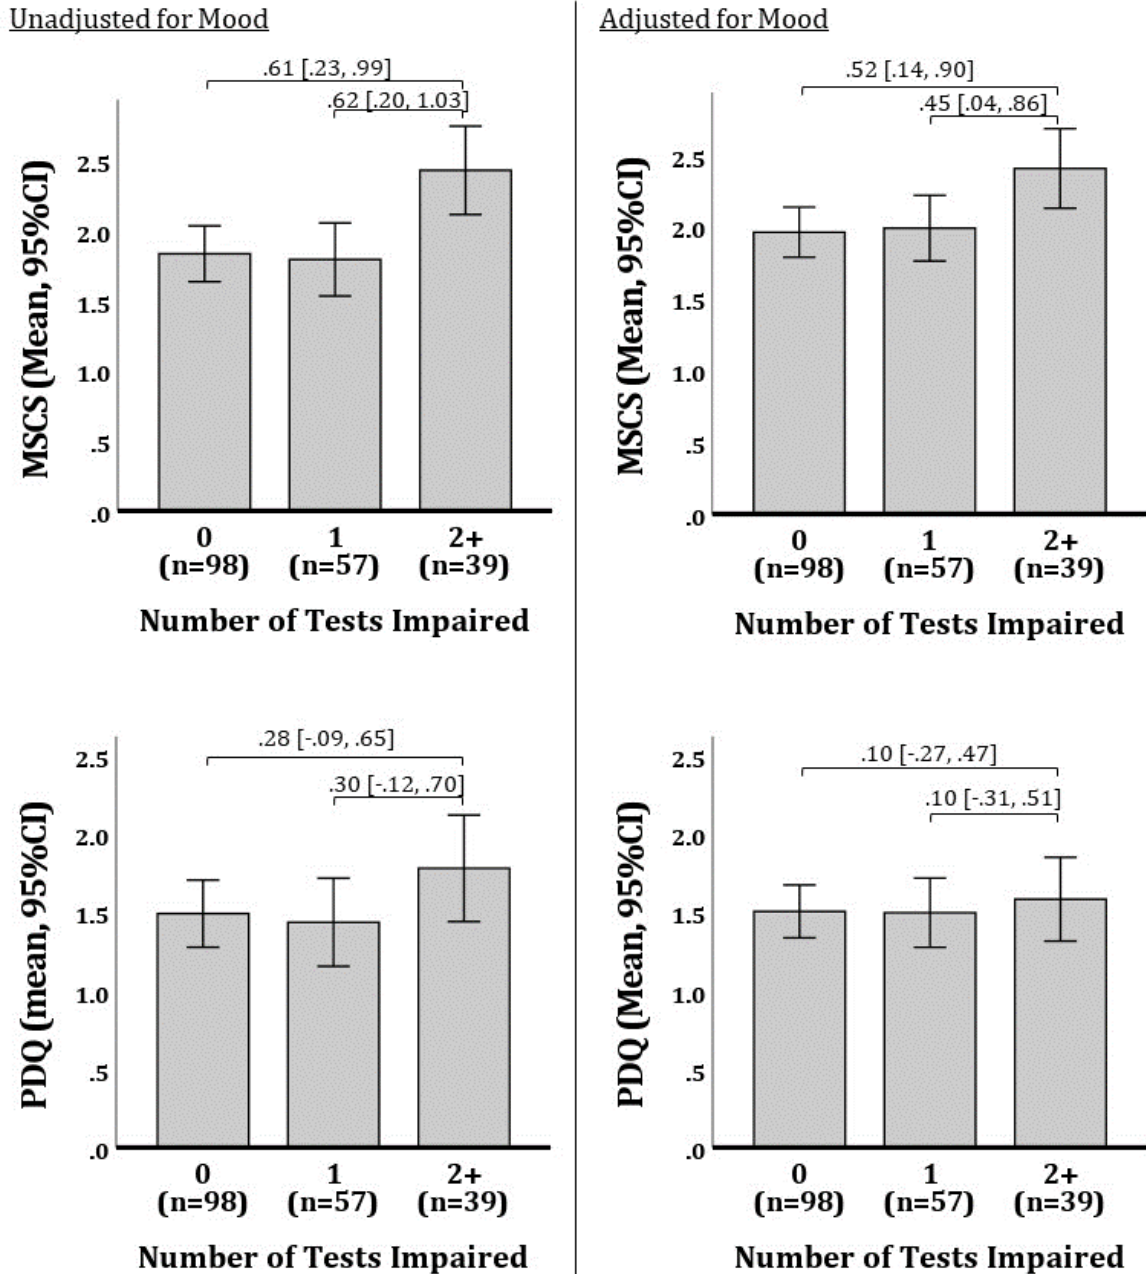 Unadjusted for Mood
.61 [.23, .99]
.62 [.20, 1.03]
MSCS (Mean, 95%CI)
2.5
2.0
1.5
1.0
.5
.0
0
(n=98)
1
(n=57)
2+
(n=39)
Number of Tests Impaired
Adjusted for Mood
.52 [.14, .90]
.45 [.04, .86]
MSCS (Mean, 95%CI)
2.5
2.0
1.5
1.0
.5
.0
0
(n=98)
1
(n=57)
2+
(n=39)
Number of Tests Impaired
.28 [-.09, .65]
.30 [-.12, .70]
PDQ (mean, 95%CI)
2.5
2.0
1.5
1.0
.5
.0
0
(n=98)
1
(n=57)
2+
(n=39)
Number of Tests Impaired
.10 [-.27, .47]
.10 [-.31, .51]
PDQ (Mean, 95%CI)
2.5
2.0
1.5
1.0
.5
.0
0
(n=98)
1
(n=57)
2+
(n=39)
Number of Tests Impaired